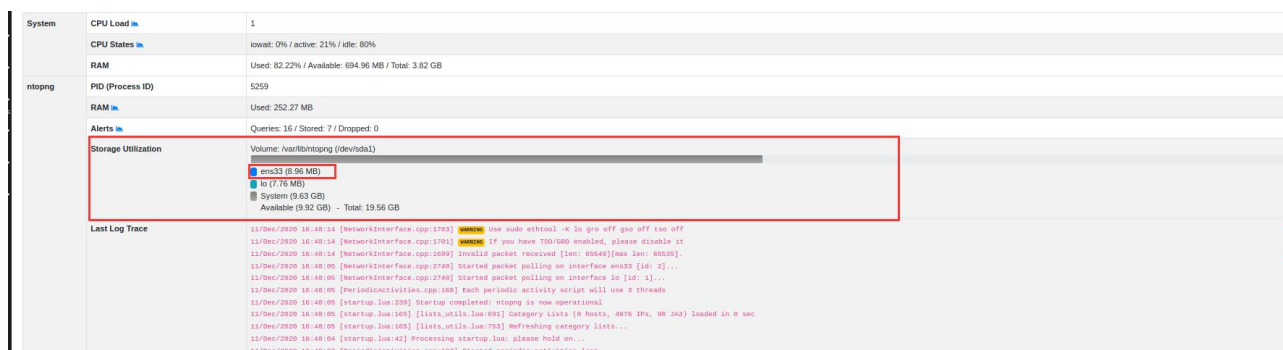 System CPU Load 1
CPU States iowait: 0% / active: 21% / idle: 80%
RAM Used: 82.22% / Available: 694.96 MB / Total: 3.82 GB
ntopng PID (Process ID) 5259
RAM Used: 252.27 MB
Alerts Queries: 16 / Stored: 7 / Dropped: 0
Storage Utilization Volume: /var/lib/ntopng (/dev/sda1)
ens33 (8.96 MB)
lo (7.76 MB)
System (9.63 GB)
Available (9.92 GB) - Total: 19.56 GB
Last Log Trace 11/Dec/2020 16:48:14 [NetworkInterface.cpp:1703] WARNING Use sudo ethtool -K lo gro off gso off tso off
11/Dec/2020 16:48:14 [NetworkInterface.cpp:1701] WARNING If you have TSO/GRO enabled, please disable it
11/Dec/2020 16:48:14 [NetworkInterface.cpp:1699] Invalid packet received [len: 65549][max len: 65535].
11/Dec/2020 16:48:05 [NetworkInterface.cpp:2740] Started packet polling on interface ens33 [id: 2]...
11/Dec/2020 16:48:05 [NetworkInterface.cpp:2740] Started packet polling on interface lo [id: 1]...
11/Dec/2020 16:48:05 [PeriodicActivities.cpp:108] Each periodic activity script will use 3 threads
11/Dec/2020 16:48:05 [startup.lua:239] Startup completed: ntopng is now operational
11/Dec/2020 16:48:05 [startup.lua:165] [lists_utils.lua:691] Category Lists (0 hosts, 4976 IPs, 98 JA3) loaded in 0 sec
11/Dec/2020 16:48:05 [startup.lua:165] [lists_utils.lua:753] Refreshing category lists...
11/Dec/2020 16:48:04 [startup.lua:42] Processing startup.lua: please hold on...